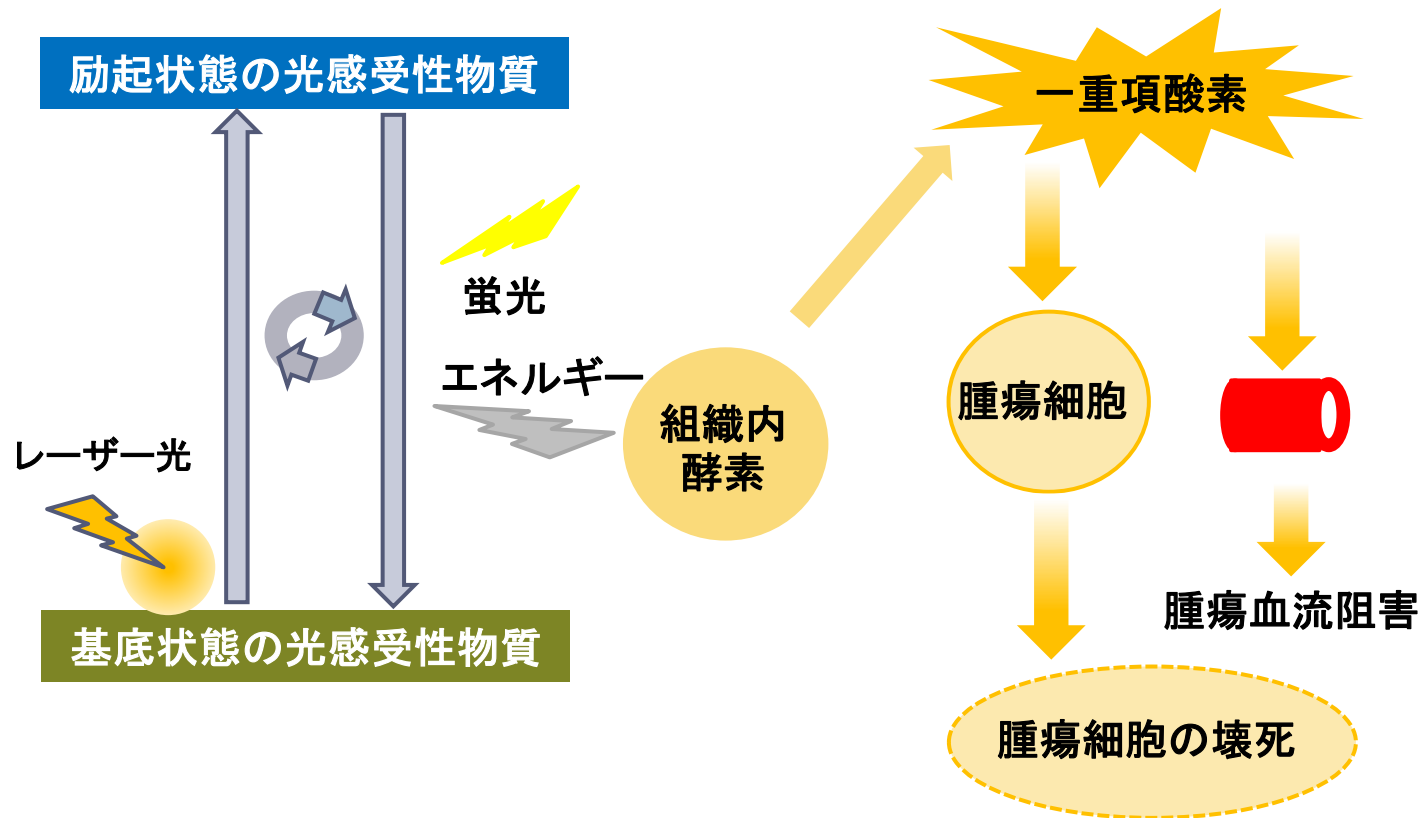 励起状態の光感受性物質
一重項酸素
蛍光
エネルギー
組織内
酵素
腫瘍細胞
レーザー光
腫瘍血流阻害
基底状態の光感受性物質
腫瘍細胞の壊死